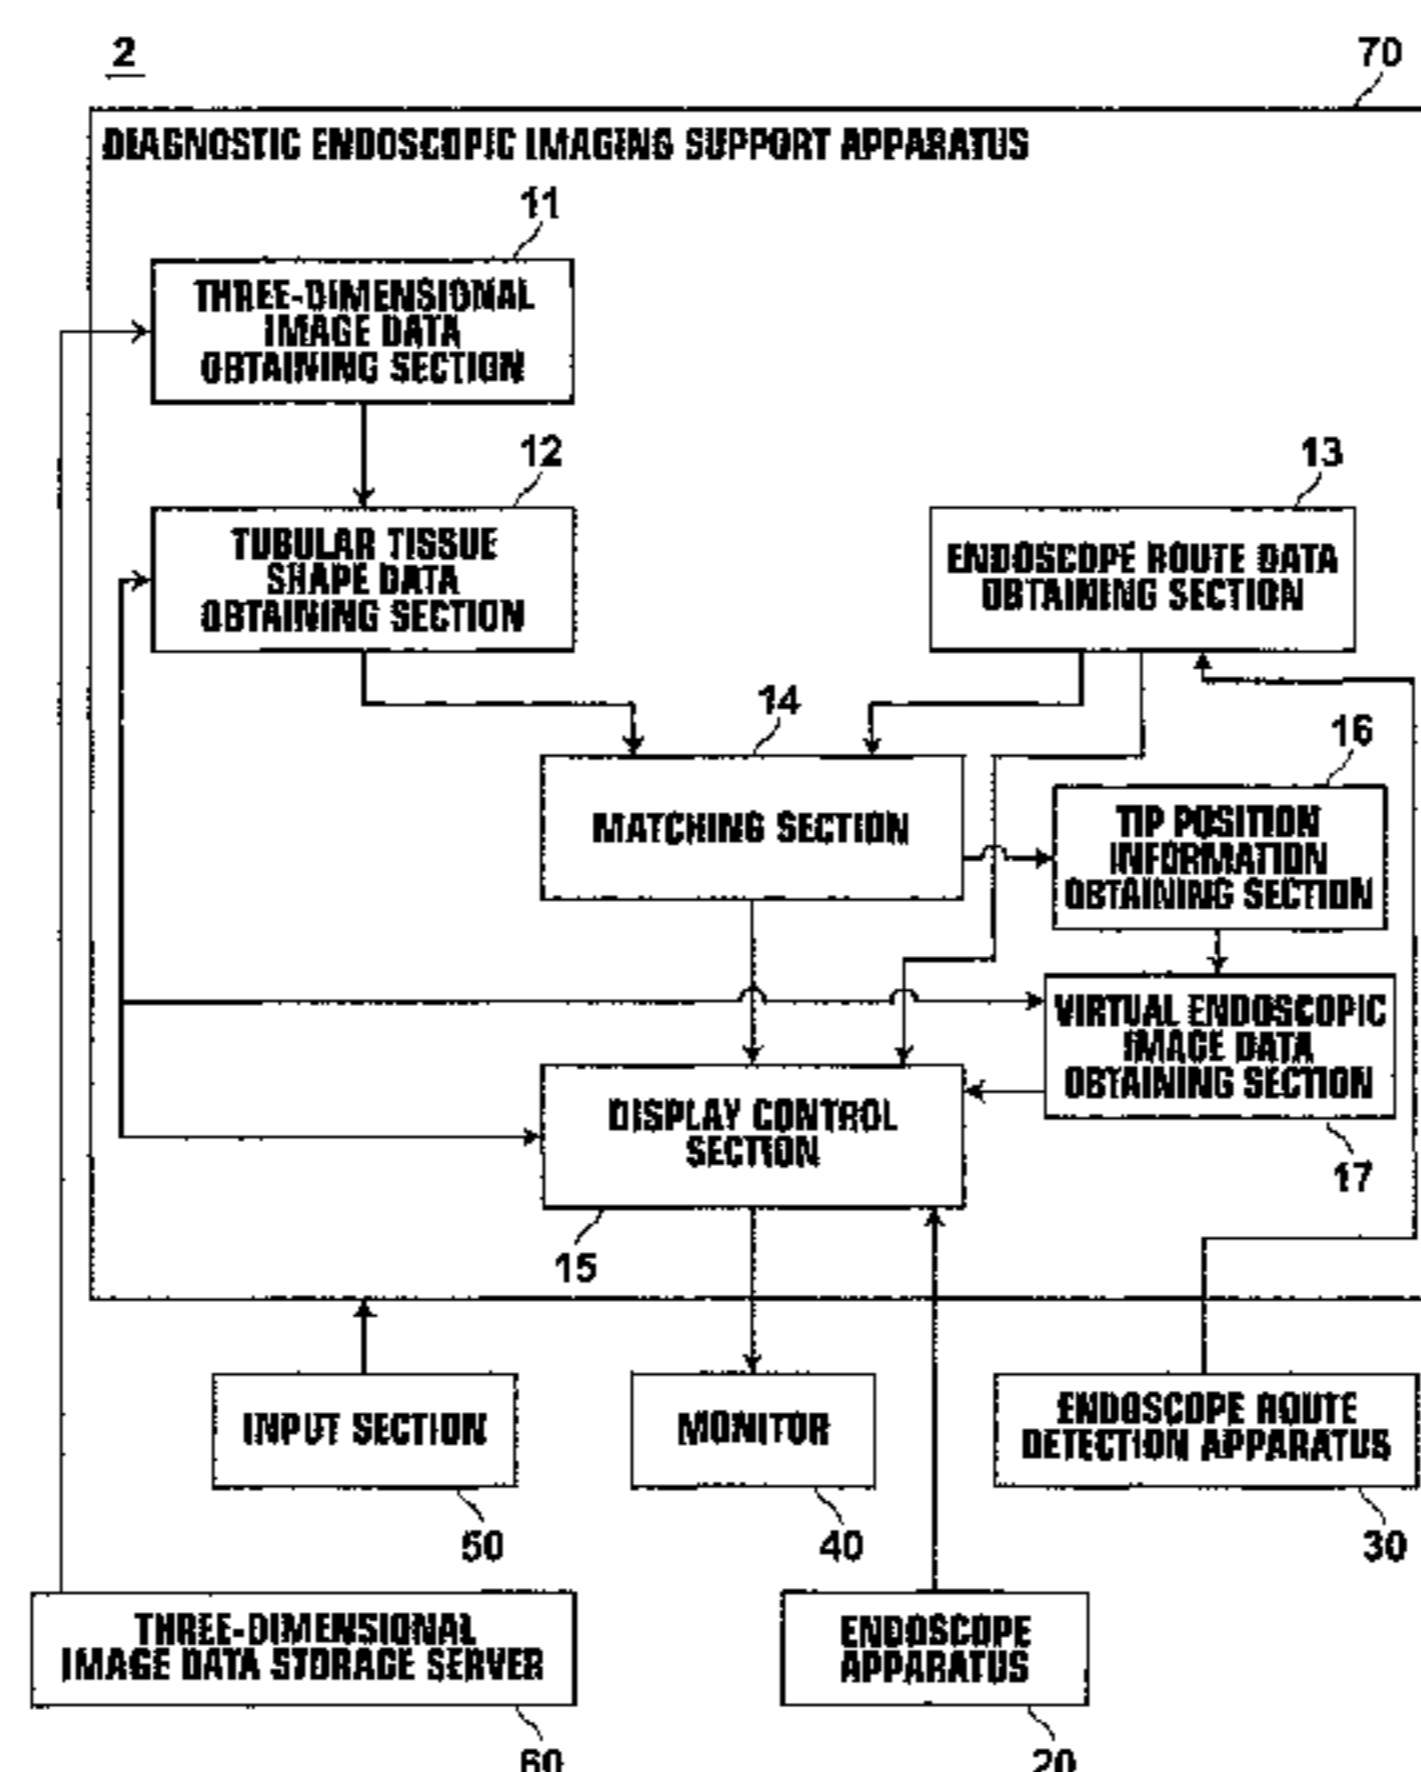 2
70
DIAGNOSTIC ENDOSCOPIC IMAGING SUPPORT APPARATUS
11
THREE-DIMENSIONAL
IMAGE DATA
OBTAINING SECTION
12
TUBULAR TISSUE
SHAPE DATA
OBTAINING SECTION
13
ENDOSCOPE ROUTE DATA
OBTAINING SECTION
14
MATCHING SECTION
16
TIP POSITION
INFORMATION
OBTAINING SECTION
VIRTUAL ENDOSCOPIC
IMAGE DATA
OBTAINING SECTION
17
DISPLAY CONTROL
SECTION
15
INPUT SECTION
50
MONITOR
40
ENDOSCOPE ROUTE
DETECTION APPARATUS
30
THREE-DIMENSIONAL
IMAGE DATA STORAGE SERVER
60
ENDOSCOPE
APPARATUS
20